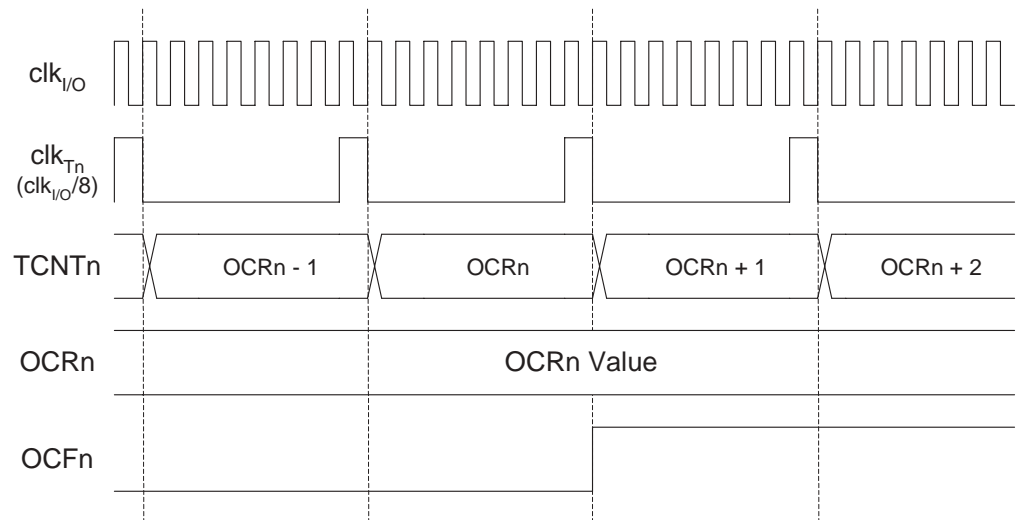 clkI/O
clkTn
(clkI/O/8)
TCNTn OCRn - 1 OCRn OCRn + 1 OCRn + 2
OCRn OCRn Value
OCFn